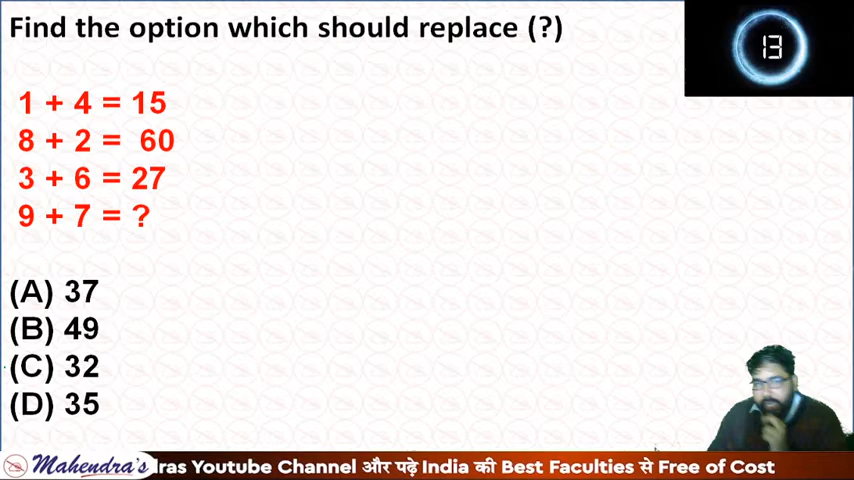 Find the option which should replace (?)
13
1 + 4 = 15
8 + 2 = 60
3 + 6 = 27
9 + 7 = ?
(A) 37
(B) 49
(C) 32
(D) 35
Mahendra's dras Youtube Channel और पढ़े India की Best Faculties से Free of Cost